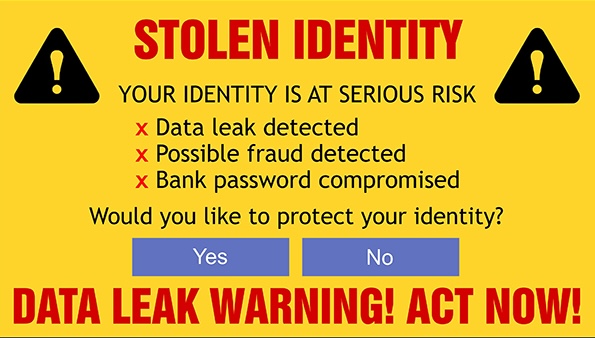 STOLEN IDENTITY
YOUR IDENTITY IS AT SERIOUS RISK
x Data leak detected
x Possible fraud detected
x Bank password compromised
Would you like to protect your identity?
Yes No
DATA LEAK WARNING! ACT NOW!